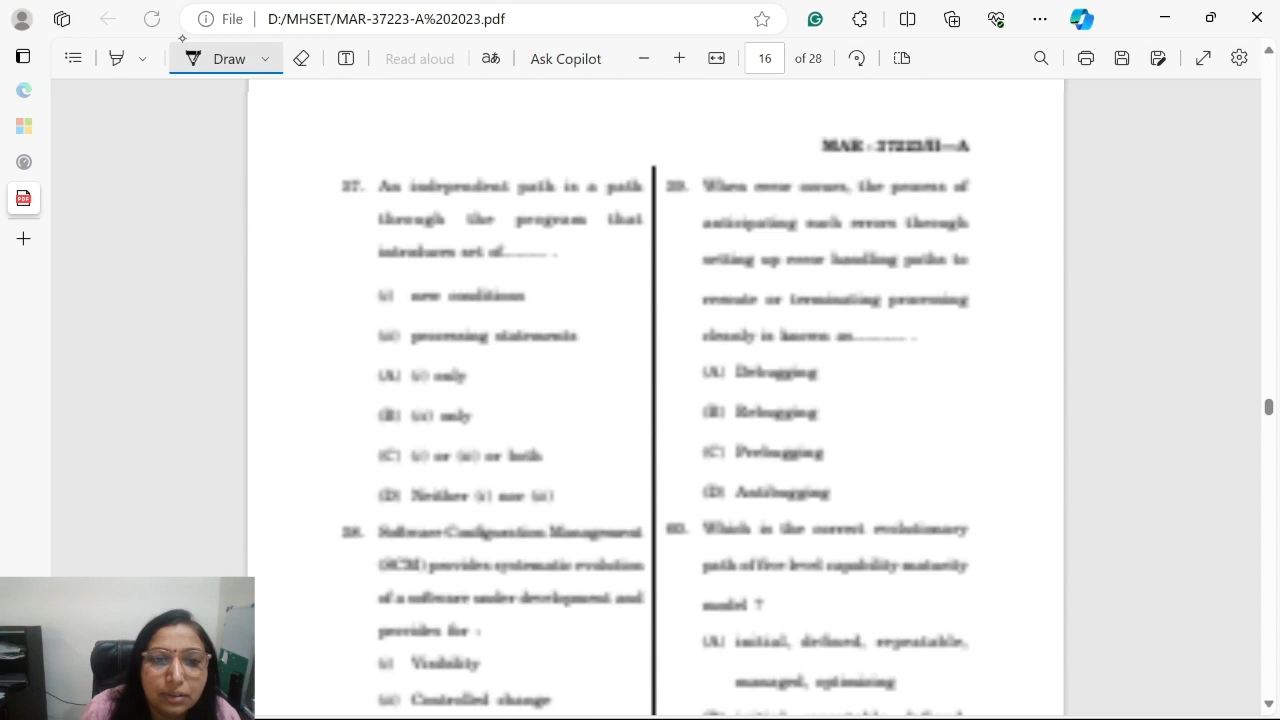 File D:/MHSET/MAR 37223-A%202023.pdf
Draw Read aloud aあ Ask Copilot 16 of 28
PDF
MAR - 37223/II—A
An independent path is a path
through the program that
introduces set of
(i) new conditions
(ii) processing statements
(A) (i) only
(B) (ii) only
(C) (i) or (ii) or both
(D) Neither (i) nor (ii)
Software Configuration Management
(SCM) provides systematic evolution
of a software under development and
provides for :
(i) Visibility
(ii) Controlled change
When error occurs, the process of
anticipating such errors through
setting up error handling paths to
reroute or terminating processing
cleanly is known as
(A) Debugging
(B) Rebugging
(C) Prebugging
(D) Antibugging
60. Which is the correct evolutionary
path of five level capability maturity
model ?
(A) initial, defined, repeatable,
managed, optimizing